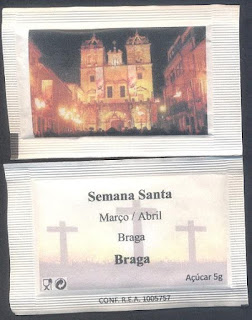 Semana Santa
Março / Abril
Braga
Braga
Açúcar 5g
CONF. R.E.A. 1005757